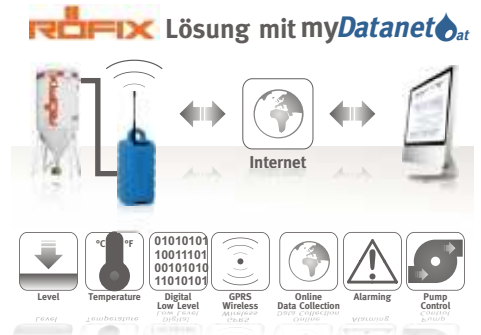 RÖFIX Lösung mit myDatanet.at
RÖFIX
Internet
°C °F
01010101
10011101
00101010
11010101
Level
Temperature
Digital
Low Level
GPRS
Wireless
Online
Data Collection
Alarming
Pump
Control